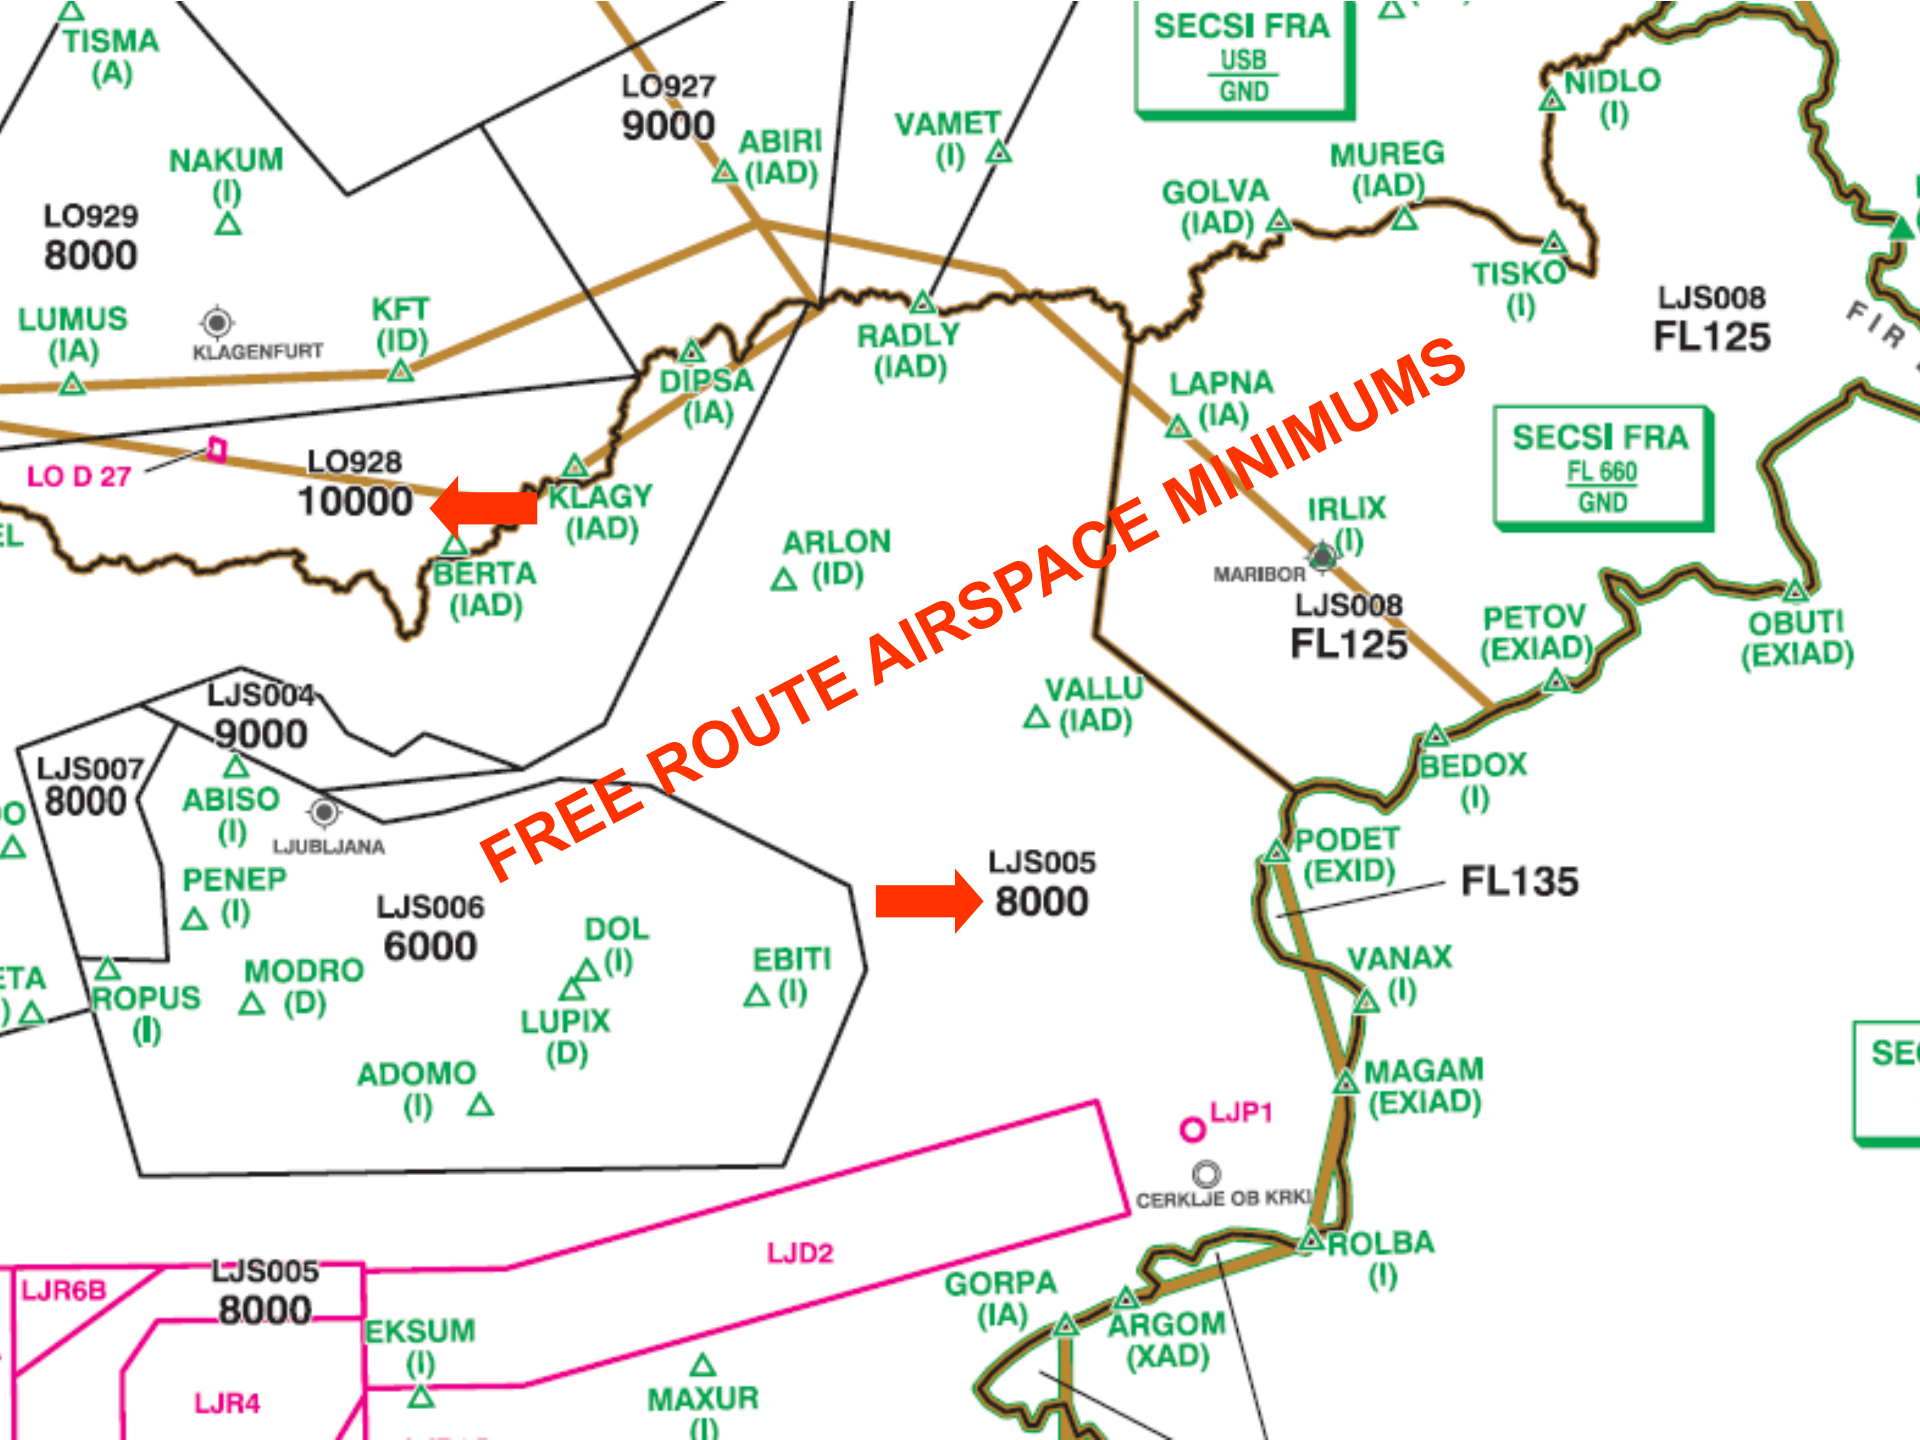 TISMA
(A)
NAKUM
(I)
LO929
8000
LUMUS
(IA)
KLAGENFURT
KFT
(ID)
LO927
9000
ABIRI
(IAD)
VAMET
(I)
SECSI FRA
USB
GND
NIDLO
(I)
MUREG
(IAD)
GOLVA
(IAD)
TISKO
(I)
LJS008
FL125
FIR
RADLY
(IAD)
DIPSA
(IA)
LAPNA
(IA)
SECSI FRA
FL 660
GND
LO D 27
LO928
10000
KLAGY
(IAD)
BERTA
(IAD)
ARLON
(ID)
IRLIX
(I)
MARIBOR
LJS008
FL125
PETOV
(EXIAD)
OBUTI
(EXIAD)
FREE ROUTE AIRSPACE MINIMUMS
LJS004
9000
VALLU
(IAD)
BEDOX
(I)
LJS007
8000
ABISO
(I)
LJUBLJANA
PENEP
(I)
LJS006
6000
LJS005
8000
PODET
(EXID)
FL135
DOL
(I)
EBITI
(I)
VANAX
(I)
ROPUS
(I)
MODRO
(D)
LUPIX
(D)
ADOMO
(I)
MAGAM
(EXIAD)
LJP1
CERKLJE OB KRKI
LJD2
ROLBA
(I)
LJR6B
LJS005
8000
GORPA
(IA)
ARGOM
(XAD)
EKSUM
(I)
LJR4
MAXUR
(I)